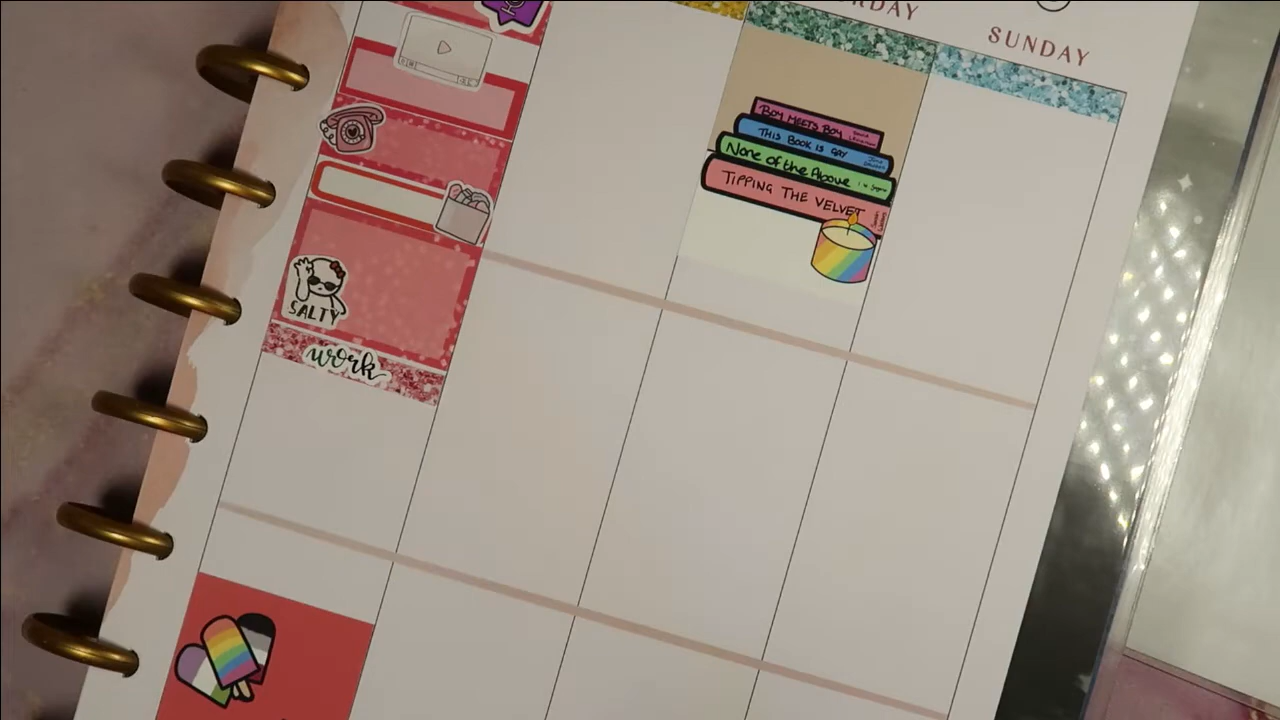 SUNDAY
BOY MEETS BOY
THIS BOOK IS GAY
None of the Above
TIPPING THE VELVET
SALTY
work